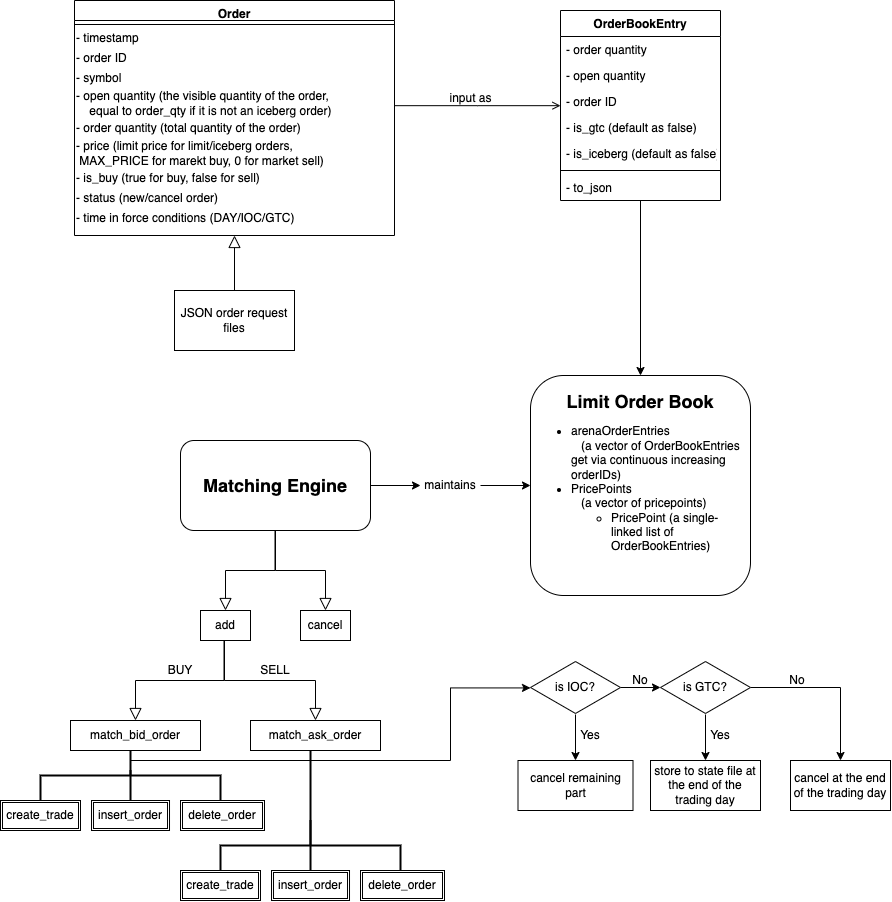 Order
- timestamp
- order ID
- symbol
- open quantity (the visible quantity of the order,
equal to order_qty if it is not an iceberg order)
- order quantity (total quantity of the order)
- price (limit price for limit/iceberg orders,
MAX_PRICE for marekt buy, 0 for market sell)
- is_buy (true for buy, false for sell)
- status (new/cancel order)
- time in force conditions (DAY/IOC/GTC)
input as
OrderBookEntry
- order quantity
- open quantity
- order ID
- is_gtc (default as false)
- is_iceberg (default as false
- to_json
JSON order request
files
Limit Order Book
• arenaOrderEntries
(a vector of OrderBookEntries
get via continuous increasing
orderIDs)
• PricePoints
(a vector of pricepoints)
◦ PricePoint (a single-
linked list of
OrderBookEntries)
Matching Engine
maintains
add
cancel
BUY
SELL
match_bid_order
match_ask_order
create_trade
insert_order
delete_order
create_trade
insert_order
delete_order
is IOC?
No
is GTC?
No
Yes
Yes
cancel remaining
part
store to state file at
the end of the
trading day
cancel at the end
of the trading day